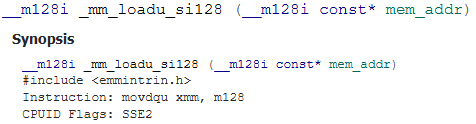 __m128i _mm_loadu_si128 (__m128i const* mem_addr)
Synopsis
__m128i _mm_loadu_si128 (__m128i const* mem_addr)
#include <emmintrin.h>
Instruction: movdqu xmm, m128
CPUID Flags: SSE2